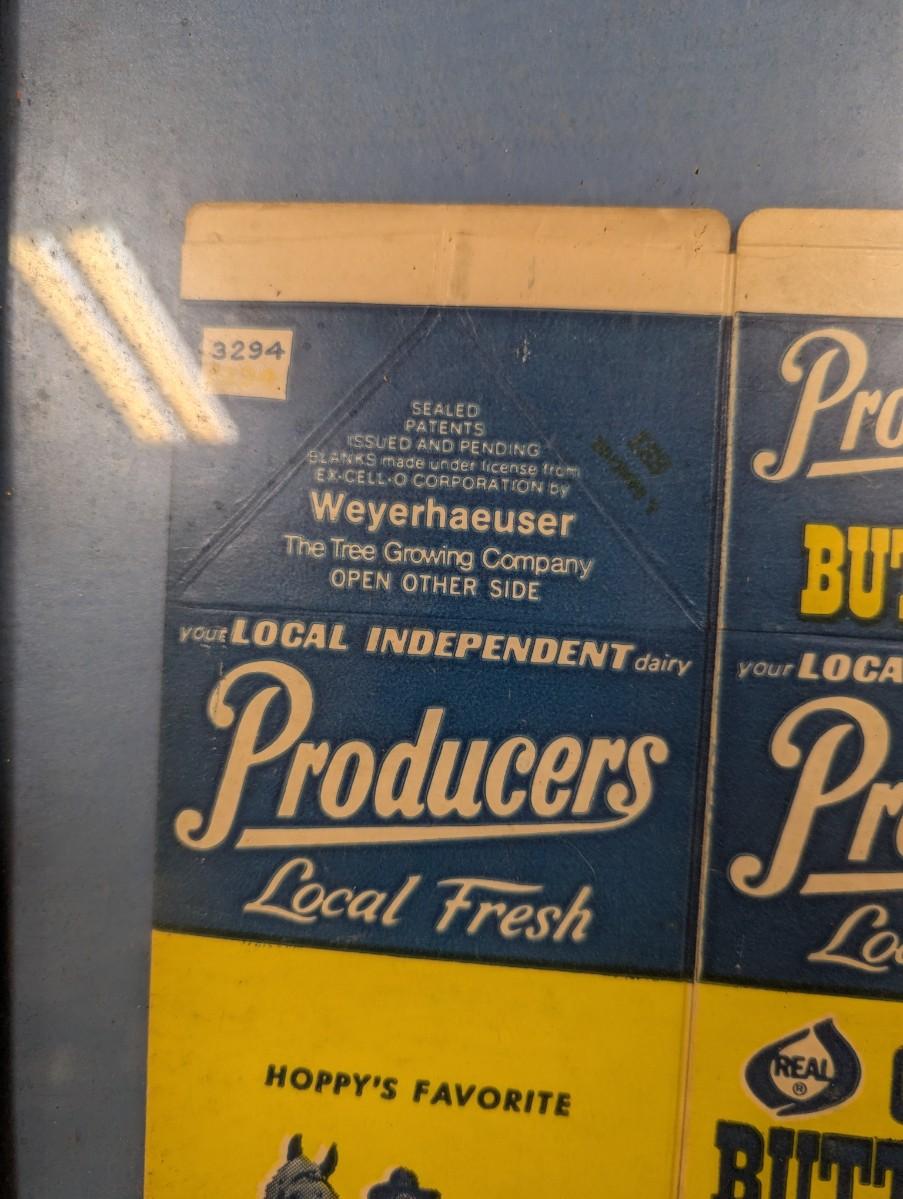 3294
SEALED
PATENTS
ISSUED AND PENDING
BLANKS made under license from
EX-CELL-O CORPORATION by
Weyerhaeuser
The Tree Growing Company
OPEN OTHER SIDE
your LOCAL INDEPENDENT dairy
Producers
Local Fresh
HOPPY'S FAVORITE
Pro
BUT
your LOCA
Pr
Lo
REAL
®
BUTT